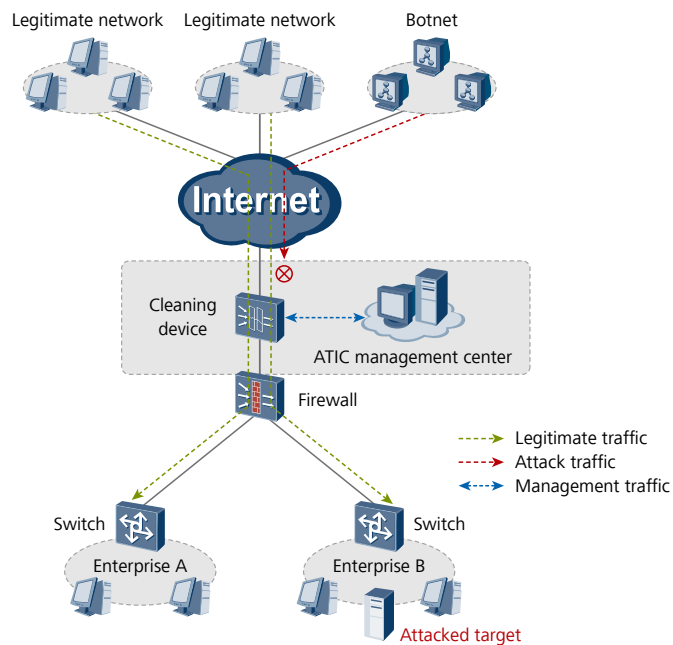 Legitimate network
Legitimate network
Botnet
Internet
Cleaning
device
ATIC management center
Firewall
Legitimate traffic
Attack traffic
Management traffic
Switch
Switch
Enterprise A
Enterprise B
Attacked target